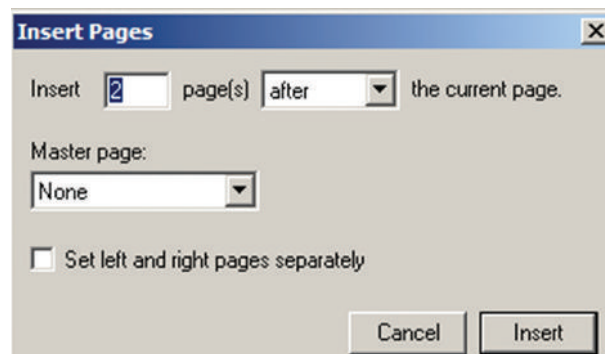 Insert Pages
Insert 2 page(s) after the current page.
Master page:
None
Set left and right pages separately
Cancel Insert